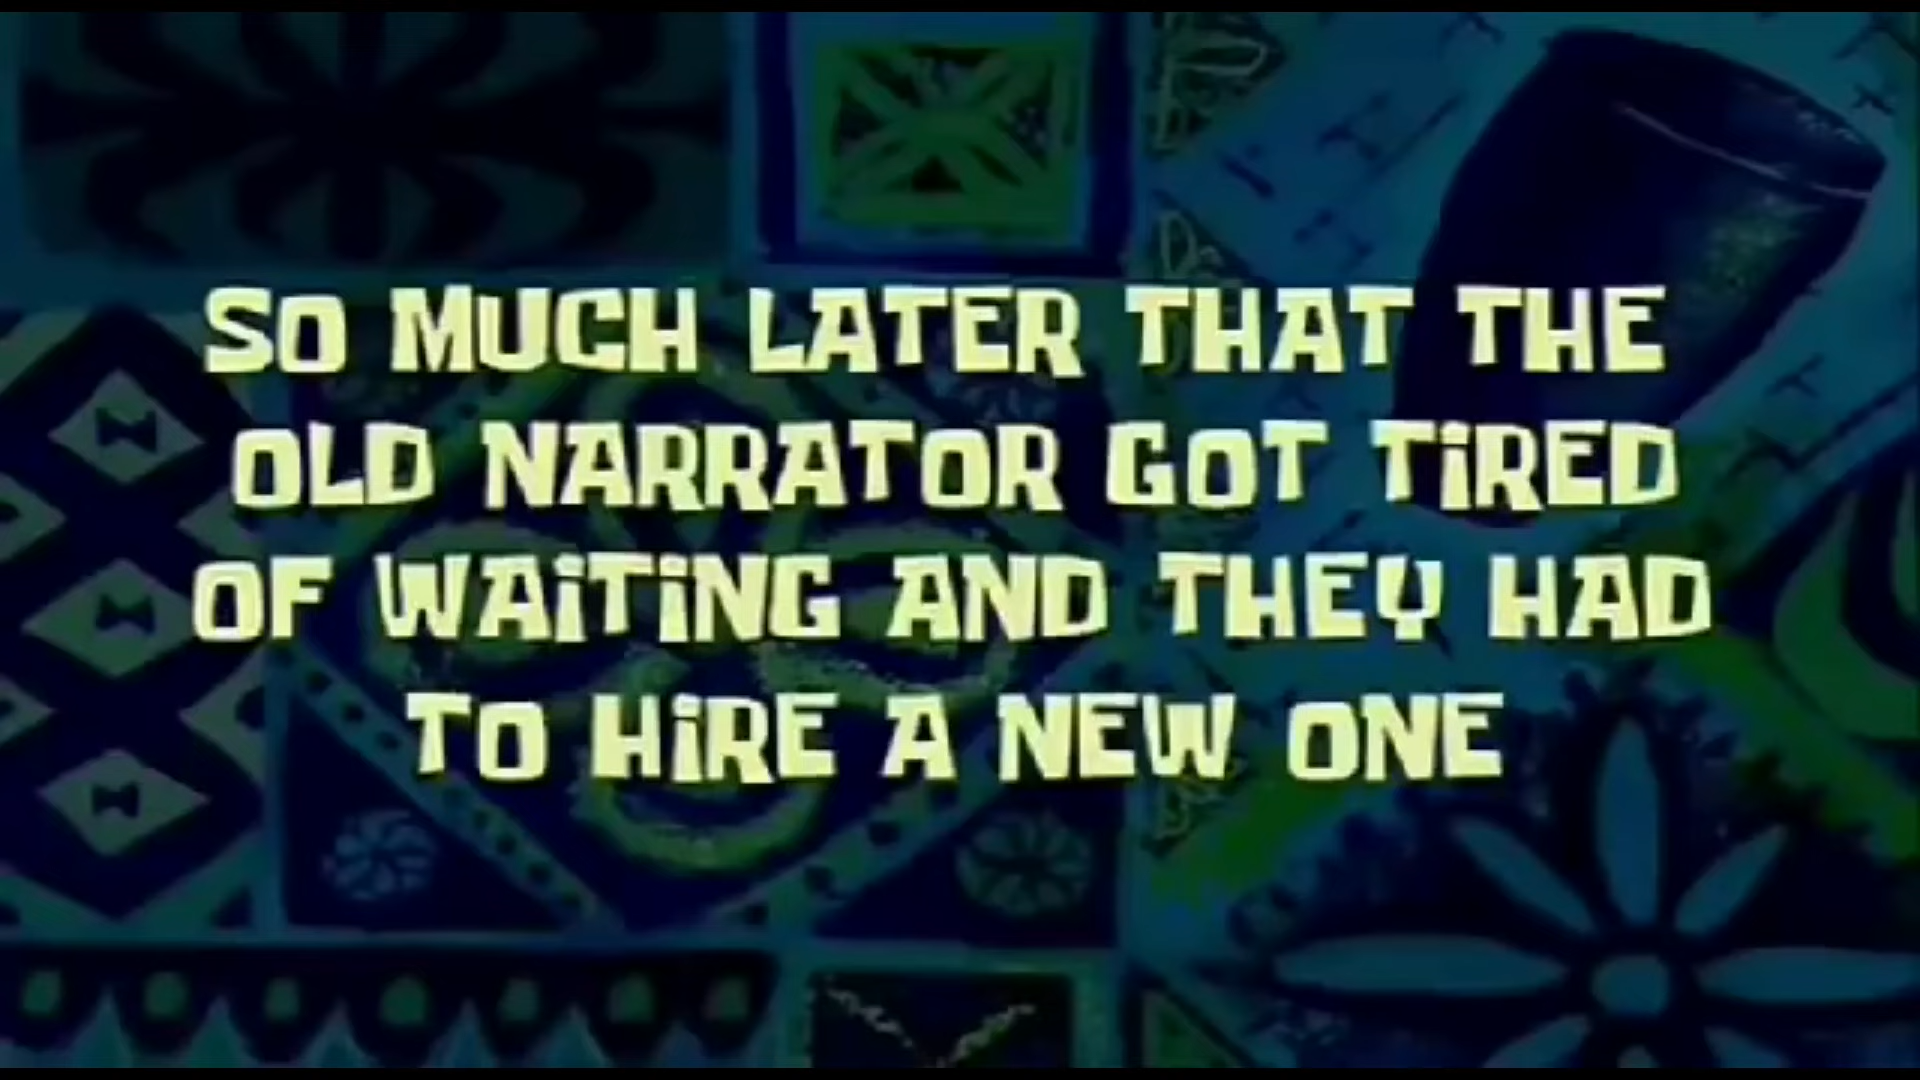 SO MUCH LATER THAT THE
OLD NARRATOR GOT TiRED
OF WAiTiNG AND THEY HAD
TO HiRE A NEW ONE